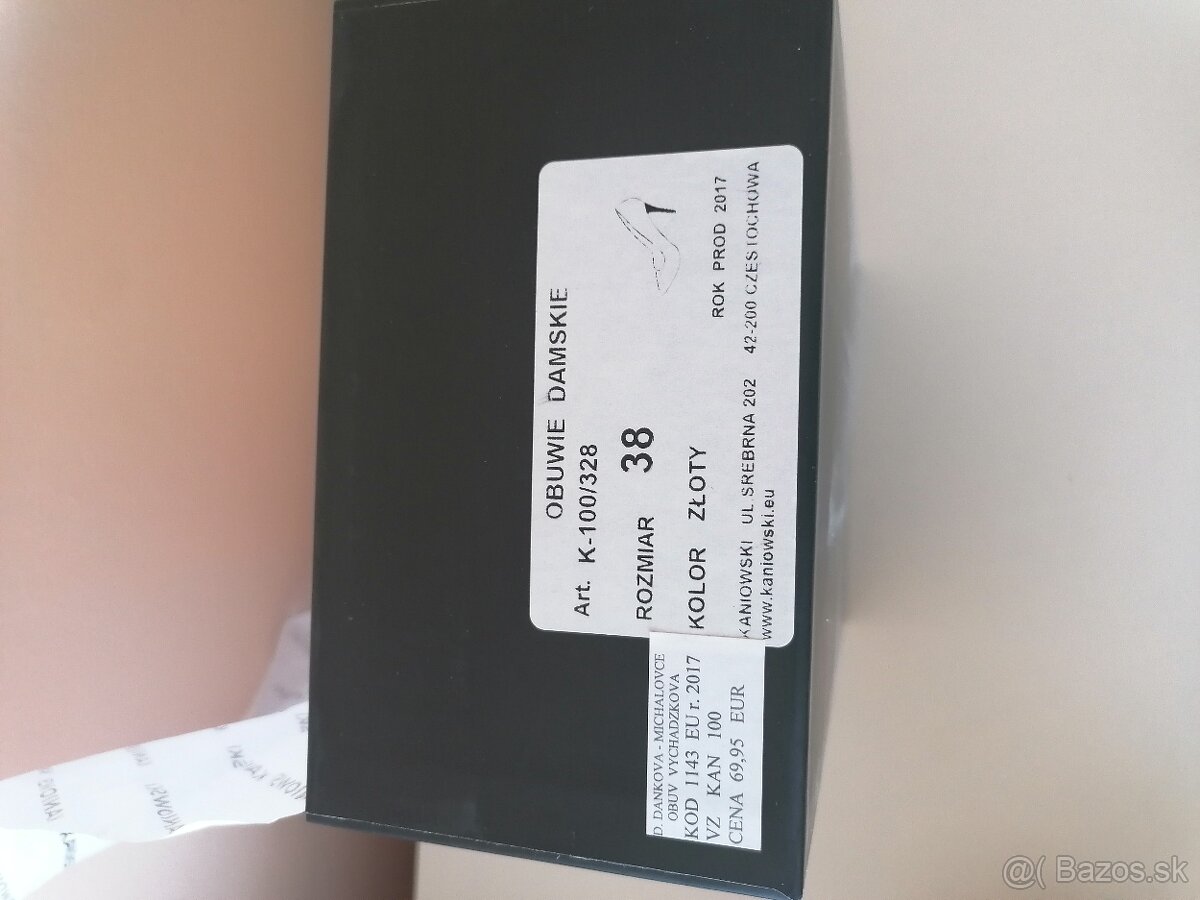 OBUWIE DAMSKIE
Art. K-100/328
ROZMIAR 38
KOLOR ZŁOTY
ROK PROD 2017
KANIOWSKI UL.SREBRNA 202 42-200 CZESTOCHOWA
www.kaniowski.eu
D. DANKOVA - MICHALOVCE
OBUV VYCHADZKOVA
KOD 1143 EU r. 2017
VZ KAN 100
CENA 69,95 EUR
@( Bazos.sk